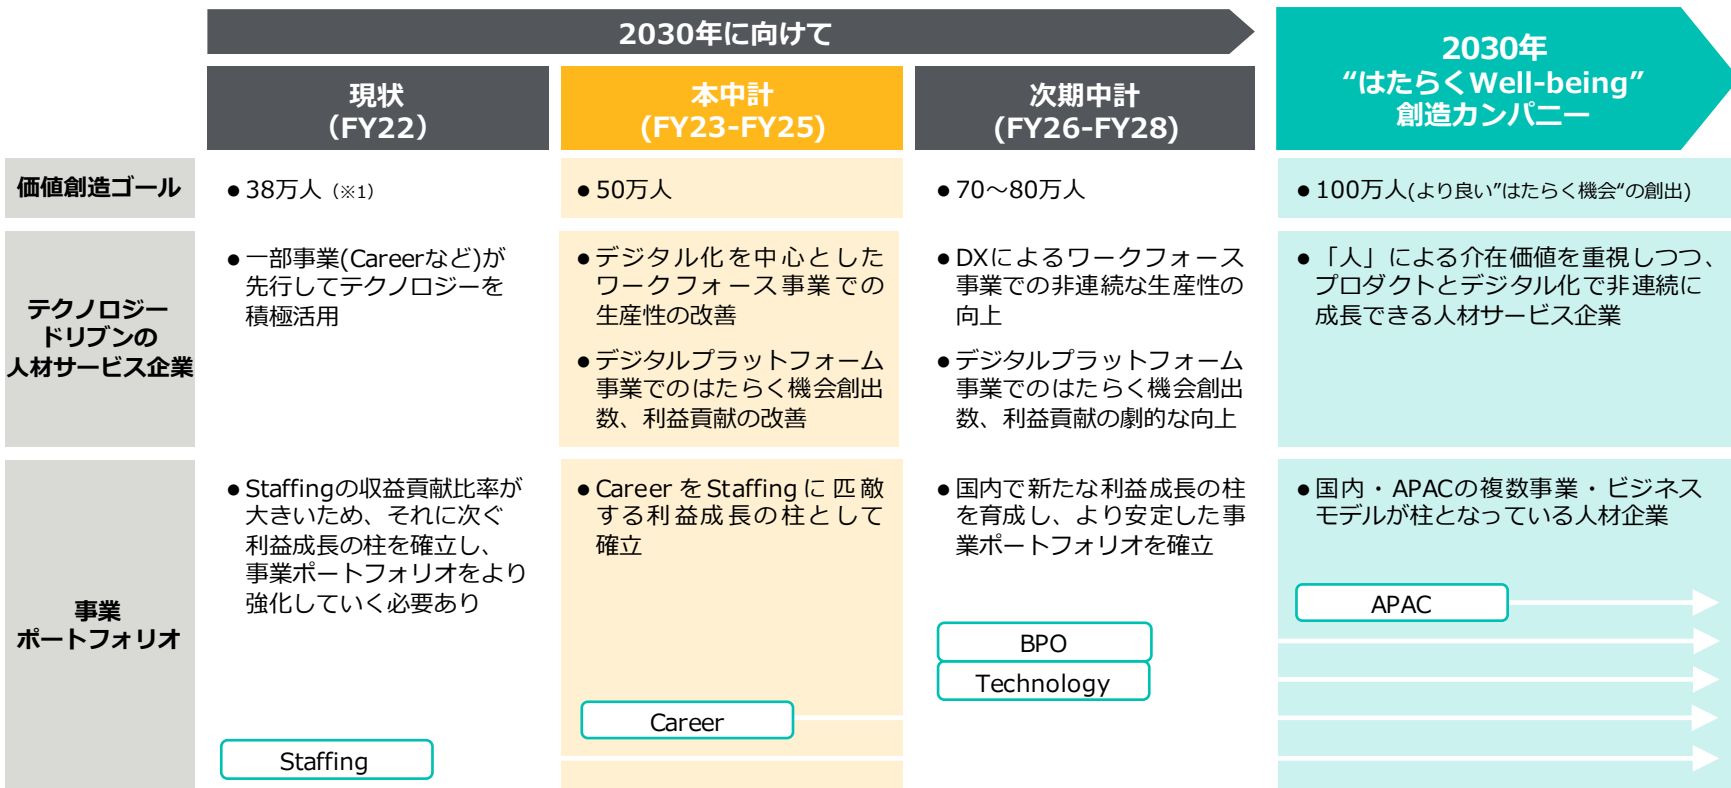 2030年に向けて
2030年
“はたらくWell-being”
創造カンパニー
現状
（FY22）
本中計
(FY23-FY25)
次期中計
(FY26-FY28)
価値創造ゴール
●38万人（※1）
●50万人
●70～80万人
●100万人(より良い”はたらく機会“の創出)
テクノロジー
ドリブンの
人材サービス企業
●一部事業(Careerなど)が
先行してテクノロジーを
積極活用
●デジタル化を中心とした
ワークフォース事業での
生産性の改善
●デジタルプラットフォーム
事業でのはたらく機会創出
数、利益貢献の改善
●DXによるワークフォース
事業での非連続な生産性の
向上
●デジタルプラットフォーム
事業でのはたらく機会創出
数、利益貢献の劇的な向上
●「人」による介在価値を重視しつつ、
プロダクトとデジタル化で非連続に
成長できる人材サービス企業
事業
ポートフォリオ
●Staffingの収益貢献比率が
大きいため、それに次ぐ
利益成長の柱を確立し、
事業ポートフォリオをより
強化していく必要あり
Staffing
●CareerをStaffingに匹敵
する利益成長の柱として
確立
Career
●国内で新たな利益成長の柱
を育成し、より安定した事
業ポートフォリオを確立
BPO
Technology
●国内・APACの複数事業・ビジネス
モデルが柱となっている人材企業
APAC